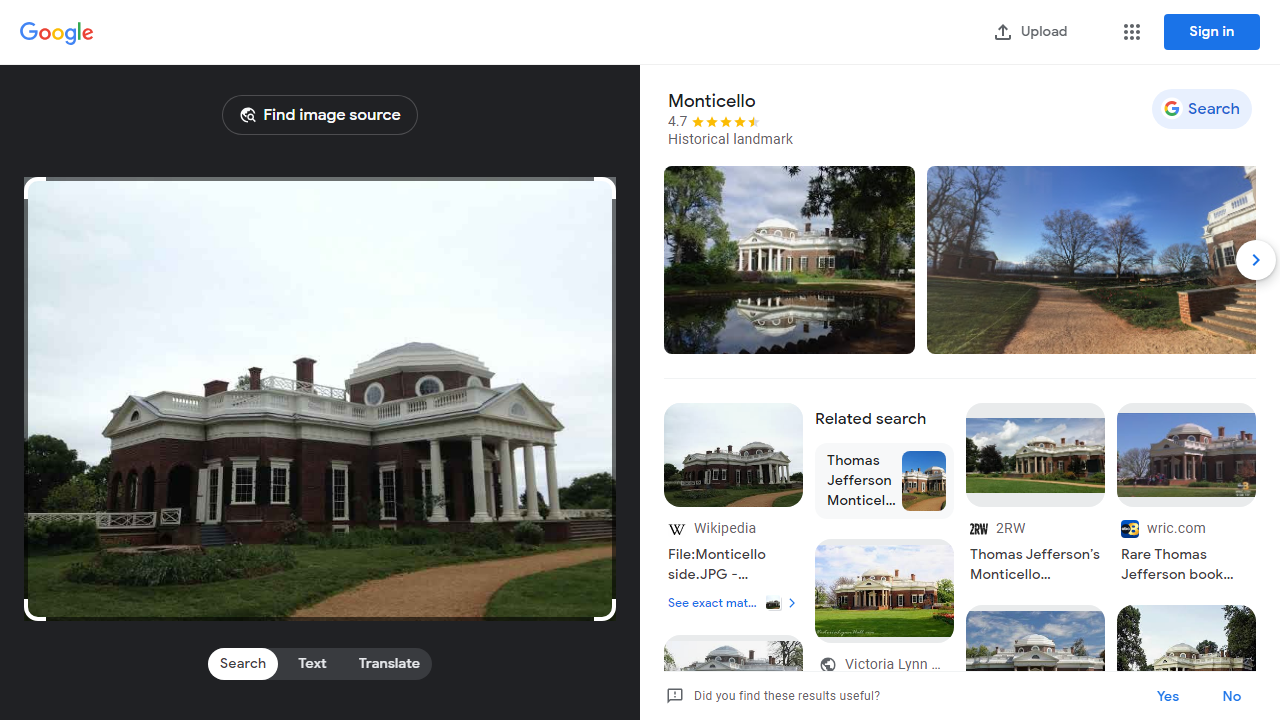 Google
Upload
Sign in
Find image source
Search
Text
Translate
Monticello
4.7
Historical landmark
Search
Wikipedia
File:Monticello
side.JPG -...
See exact mat...
Related search
Thomas
Jefferson
Monticel...
Victoria Lynn ...
2RW
2RW
Thomas Jefferson’s
Monticello...
wric.com
Rare Thomas
Jefferson book...
Did you find these results useful?
Yes
No